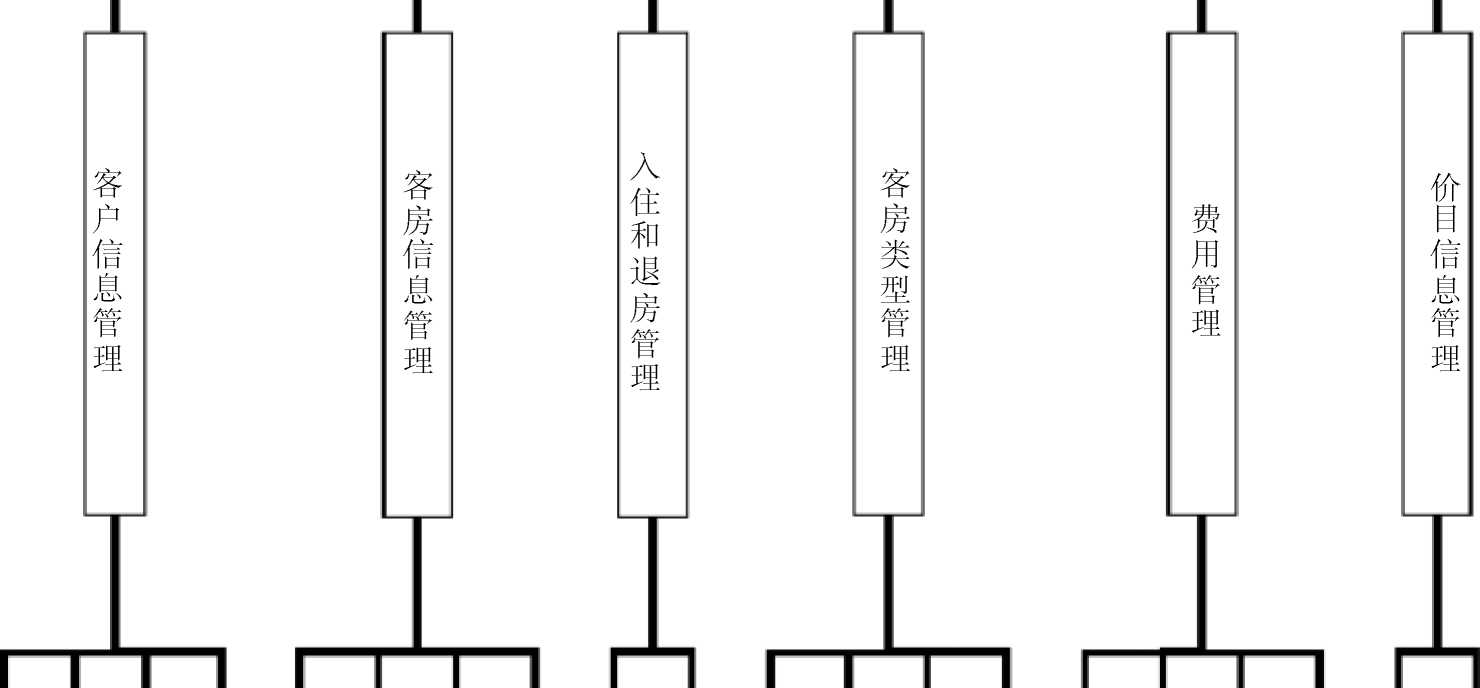 客户信息管理
客房信息管理
入住和退房管理
客房类型管理
费用管理
价目信息管理